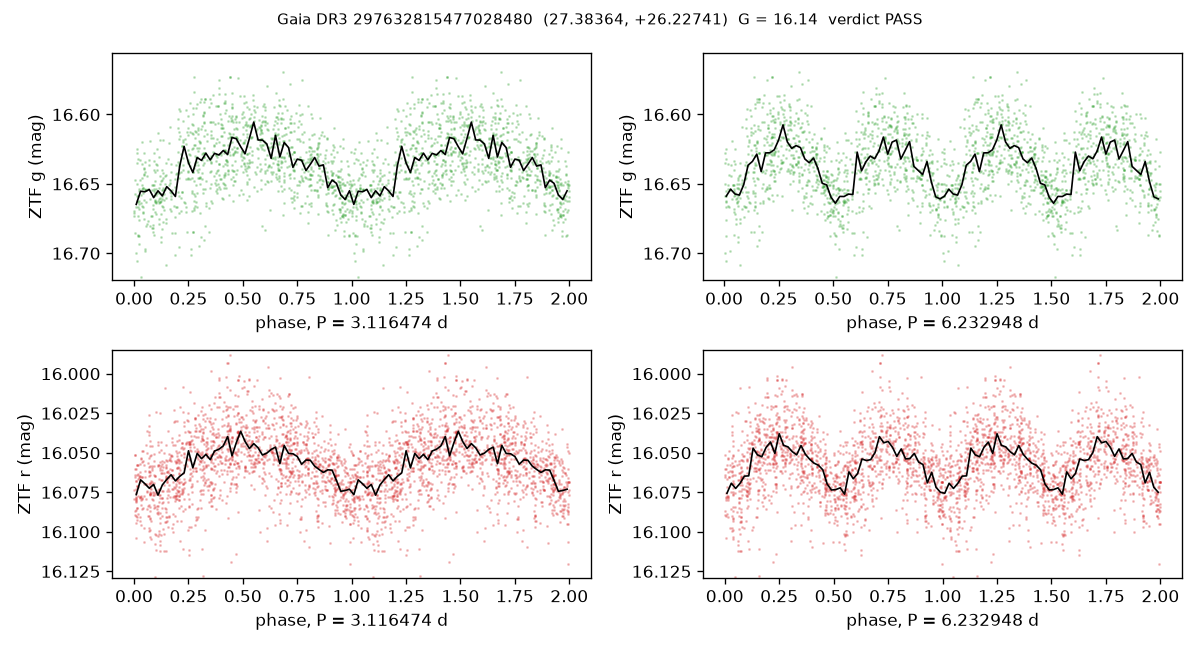 Gaia DR3 297632815477028480 (27.38364, +26.22741) G = 16.14 verdict PASS
ZTF g (mag)
16.60
16.65
16.70
0.00 0.25 0.50 0.75 1.00 1.25 1.50 1.75 2.00
phase, P = 3.116474 d
ZTF g (mag)
16.60
16.65
16.70
0.00 0.25 0.50 0.75 1.00 1.25 1.50 1.75 2.00
phase, P = 6.232948 d
ZTF r (mag)
16.000
16.025
16.050
16.075
16.100
16.125
0.00 0.25 0.50 0.75 1.00 1.25 1.50 1.75 2.00
phase, P = 3.116474 d
ZTF r (mag)
16.000
16.025
16.050
16.075
16.100
16.125
0.00 0.25 0.50 0.75 1.00 1.25 1.50 1.75 2.00
phase, P = 6.232948 d